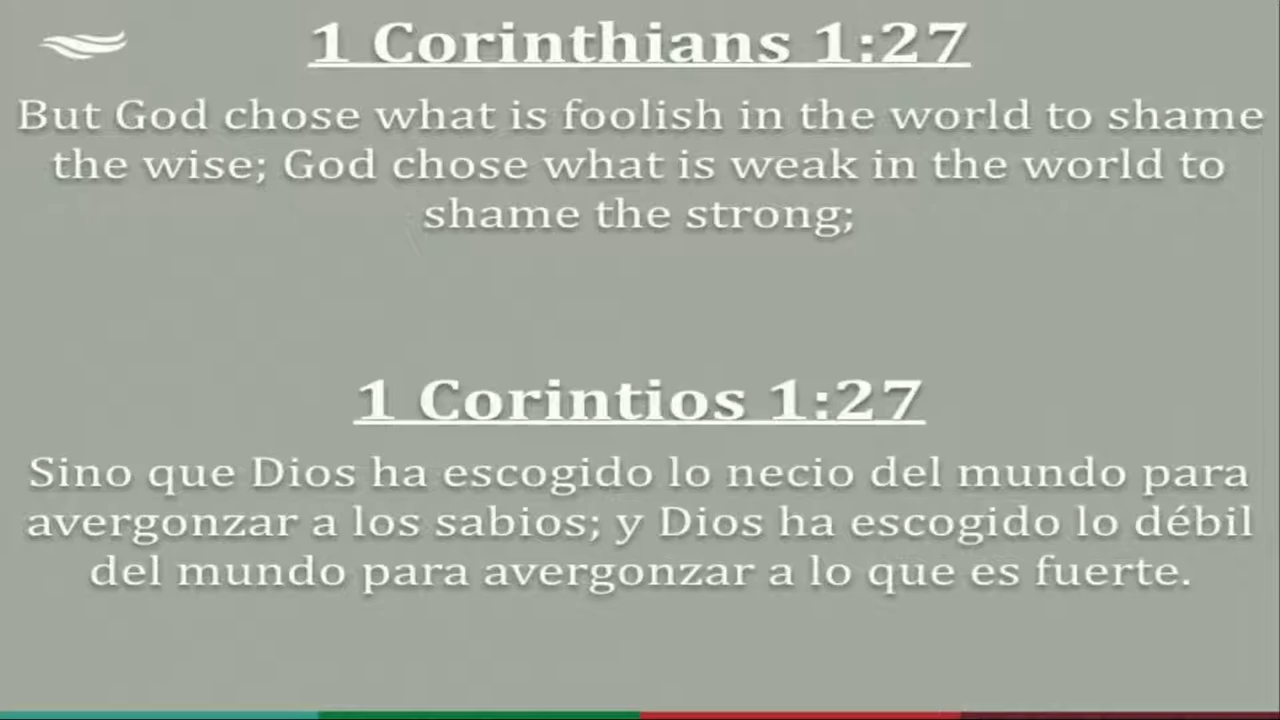 1 Corinthians 1:27
But God chose what is foolish in the world to shame
the wise; God chose what is weak in the world to
shame the strong;
1 Corintios 1:27
Sino que Dios ha escogido lo necio del mundo para
avergonzar a los sabios; y Dios ha escogido lo débil
del mundo para avergonzar a lo que es fuerte.